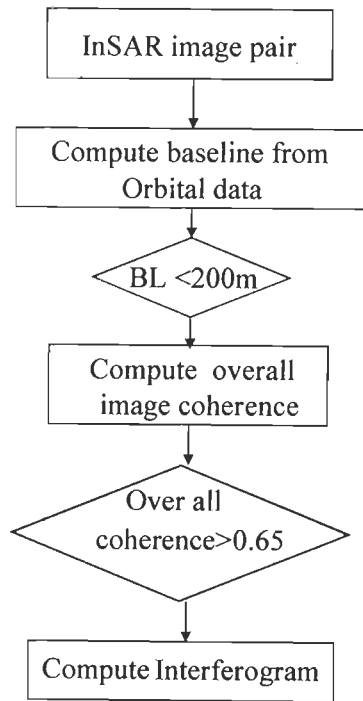 InSAR image pair
Compute baseline from
Orbital data
BL <200m
Compute overall
image coherence
Over all
coherence>0.65
Compute Interferogram